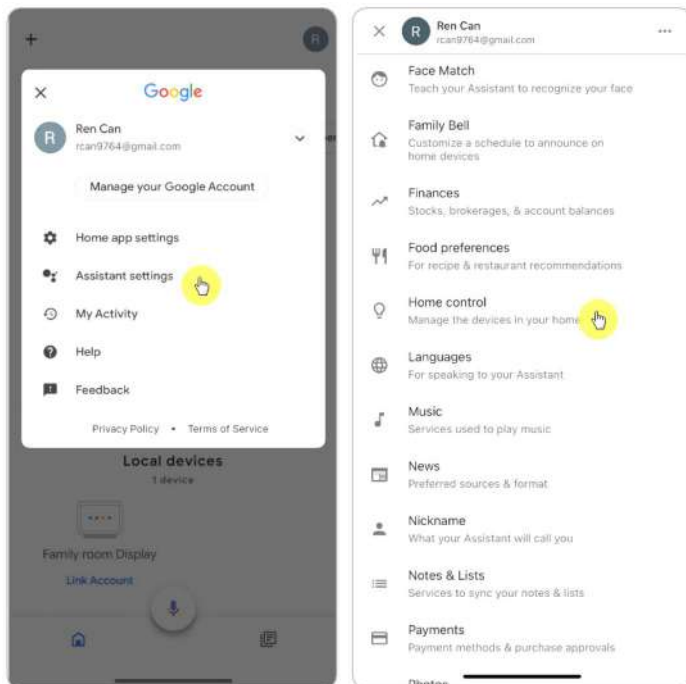 R
Google
R
Ren Can
rcan9764@gmail.com
Manage your Google Account
Home app settings
Assistant settings
My Activity
Help
Feedback
Privacy Policy • Terms of Service
Local devices
1 device
Family room Display
Link Account
R
Ren Can
rcan9764@gmail.com
Face Match
Teach your Assistant to recognize your face
Family Bell
Customize a schedule to announce on
home devices
Finances
Stocks, brokerages, & account balances
Food preferences
For recipe & restaurant recommendations
Home control
Manage the devices in your home
Languages
For speaking to your Assistant
Music
Services used to play music
News
Preferred sources & format
Nickname
What your Assistant will call you
Notes & Lists
Services to sync your notes & lists
Payments
Payment methods & purchase approvals